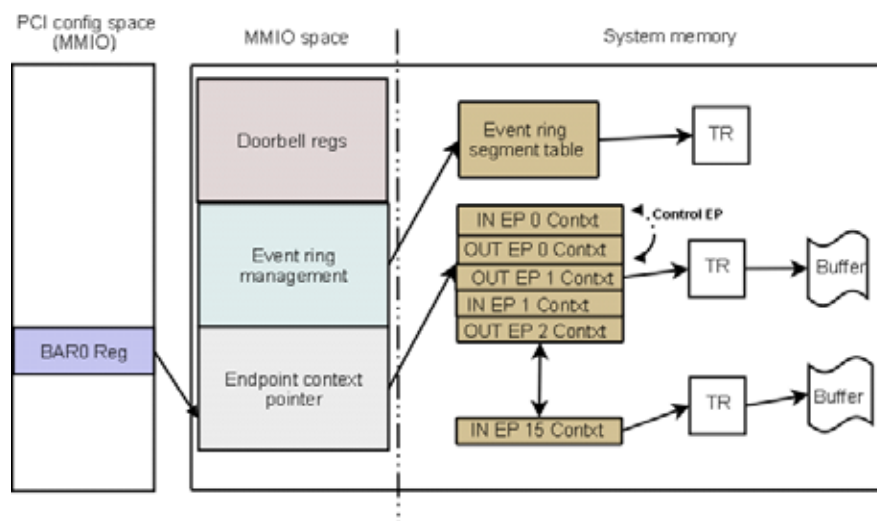 PCI config space
(MMIO)
MMIO space
System memory
Doorbell regs
Event ring
segment table
TR
IN EP 0 Contxt
Control EP
OUT EP 0 Contxt
Event ring
management
OUT EP 1 Contxt
TR
Buffer
IN EP 1 Contxt
OUT EP 2 Contxt
BAR0 Reg
Endpoint context
pointer
TR
Buffer
IN EP 15 Contxt